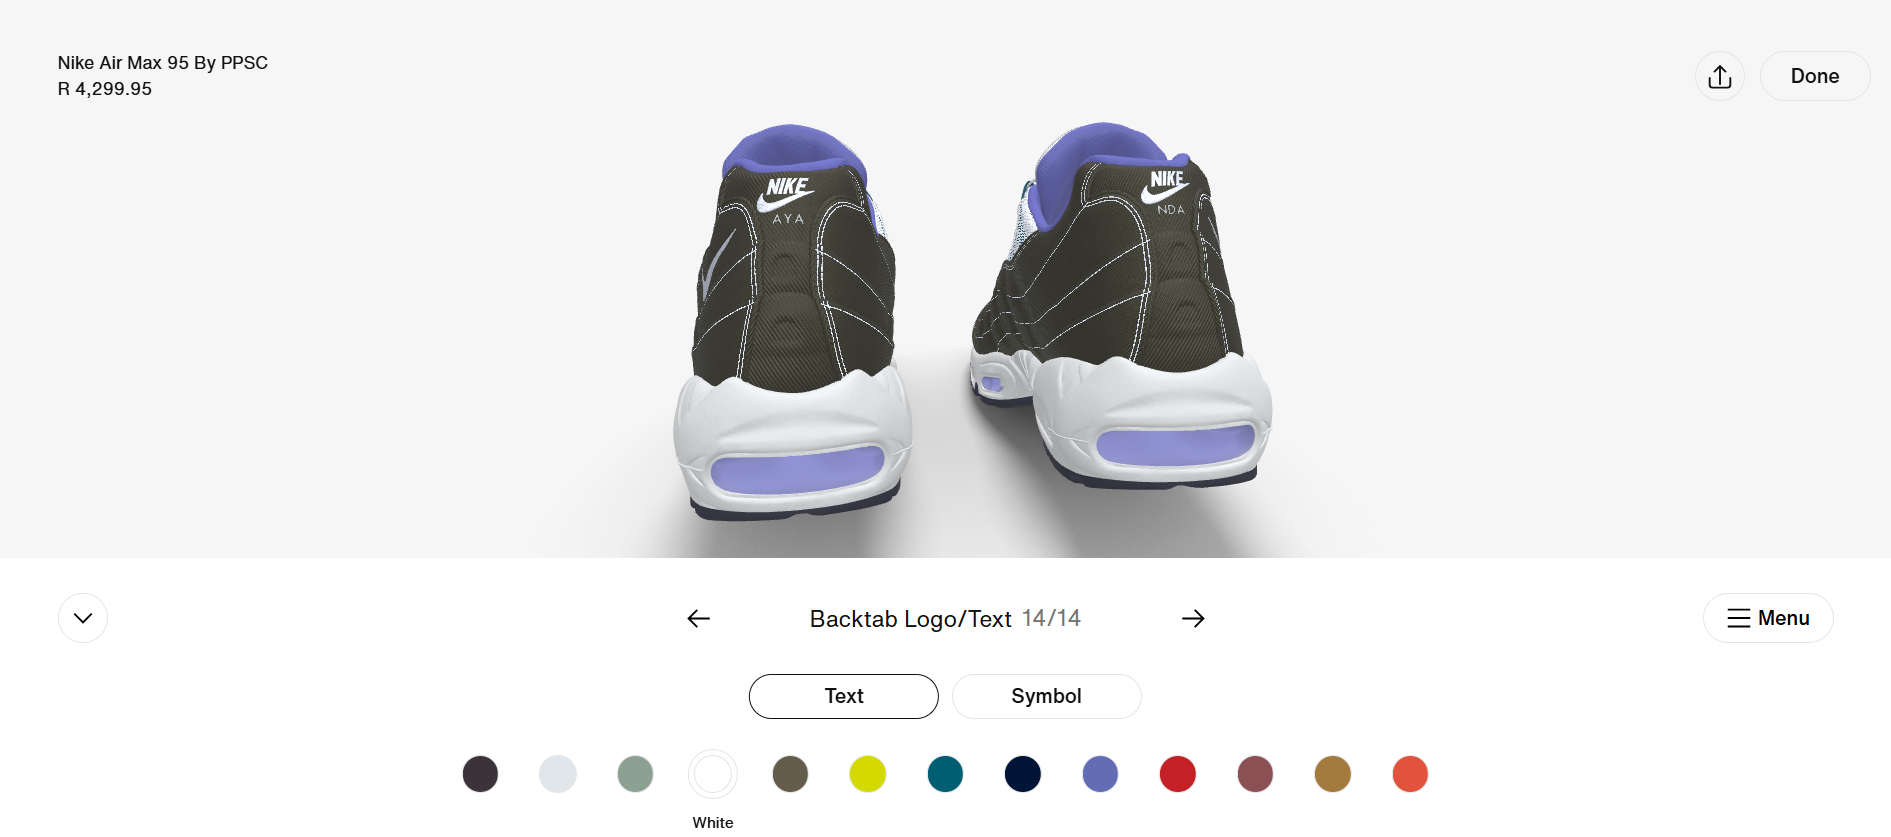 Nike Air Max 95 By PPSC
R 4,299.95
Done
NIKE
AYA
NIKE
NDA
Backtab Logo/Text 14/14
Menu
Text
Symbol
White